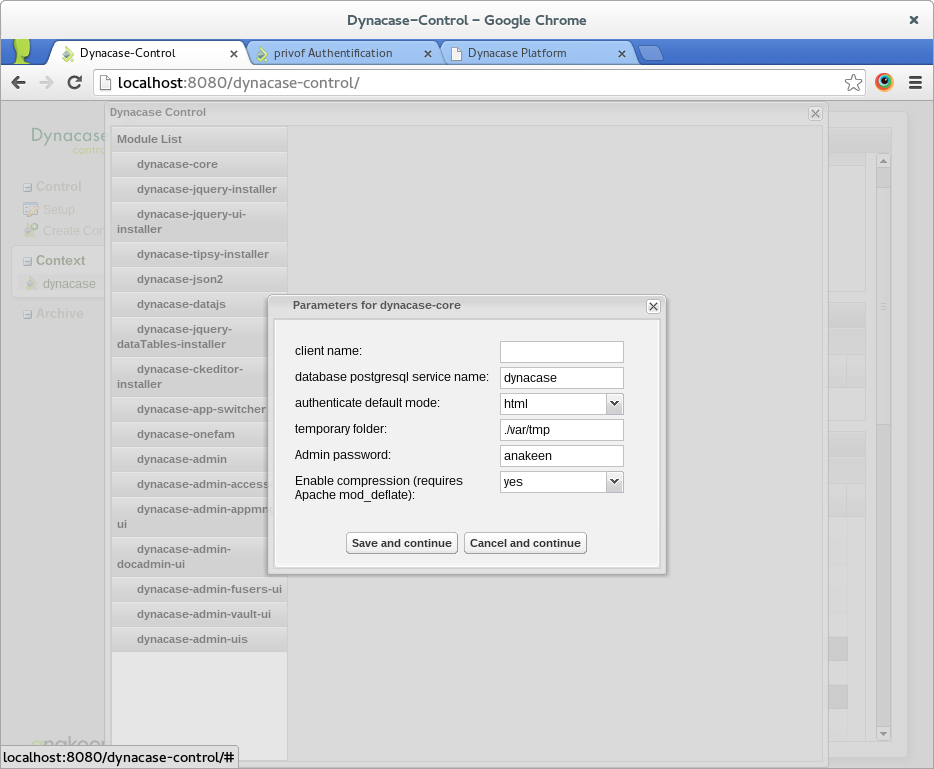 Dynacase-Control - Google Chrome
Dynacase-Control
privof Authentification
Dynacase Platform
localhost:8080/dynacase-control/
Dynacase Control
Dynacase
Module List
dynacase-core
dynacase-jquery-installer
dynacase-jquery-ui-
installer
dynacase-tipsy-installer
dynacase-json2
dynacase-datajs
dynacase-jquery-
dataTables-installer
dynacase-ckeditor-
installer
dynacase-app-switcher
dynacase-onefam
dynacase-admin
dynacase-admin-access
dynacase-admin-appmn
ui
dynacase-admin-
docadmin-ui
dynacase-admin-fusers-ui
dynacase-admin-vault-ui
dynacase-admin-uis
Control
Setup
Create Con
Context
dynacase
Archive
Parameters for dynacase-core
client name:
database postgresql service name: dynacase
authenticate default mode: html
temporary folder: ./var/tmp
Admin password: anakeen
Enable compression (requires yes
Apache mod_deflate):
Save and continue Cancel and continue
localhost:8080/dynacase-control/#